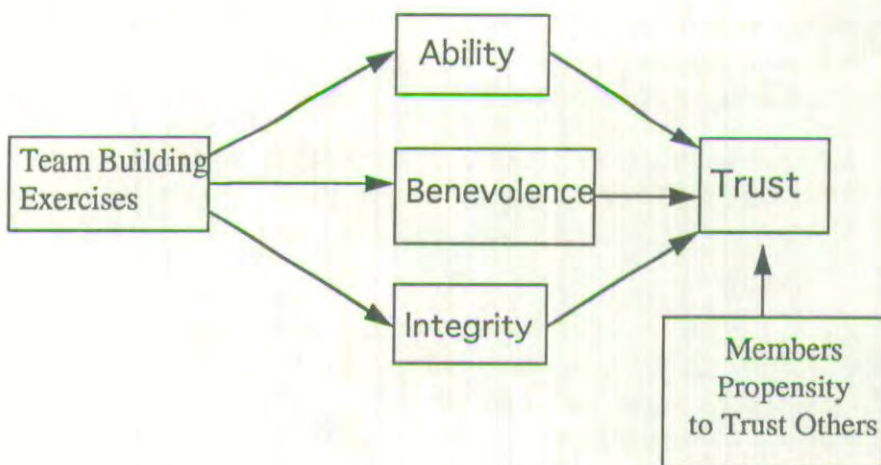 Team Building
Exercises
Ability
Benevolence
Integrity
Trust
Members
Propensity
to Trust Others